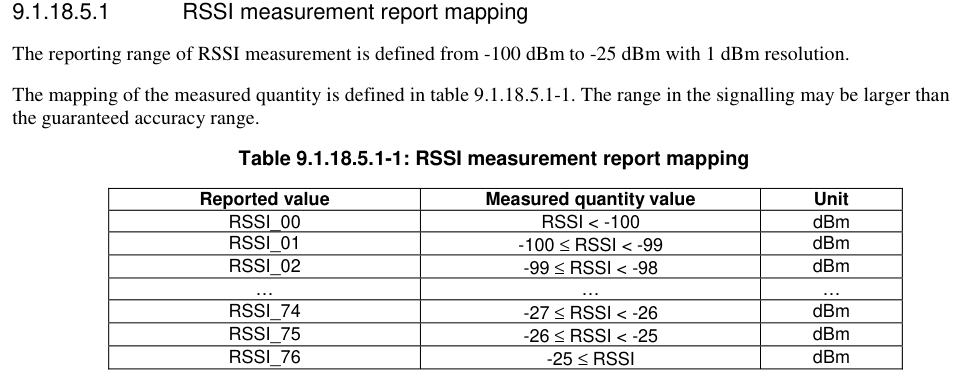 9.1.18.5.1 RSSI measurement report mapping
The reporting range of RSSI measurement is defined from -100 dBm to -25 dBm with 1 dBm resolution.
The mapping of the measured quantity is defined in table 9.1.18.5.1-1. The range in the signalling may be larger than
the guaranteed accuracy range.
Table 9.1.18.5.1-1: RSSI measurement report mapping
Reported value Measured quantity value Unit
RSSI_00 RSSI < -100 dBm
RSSI_01 -100 ≤ RSSI < -99 dBm
RSSI_02 -99 ≤ RSSI < -98 dBm
… … …
RSSI_74 -27 ≤ RSSI < -26 dBm
RSSI_75 -26 ≤ RSSI < -25 dBm
RSSI_76 -25 ≤ RSSI dBm